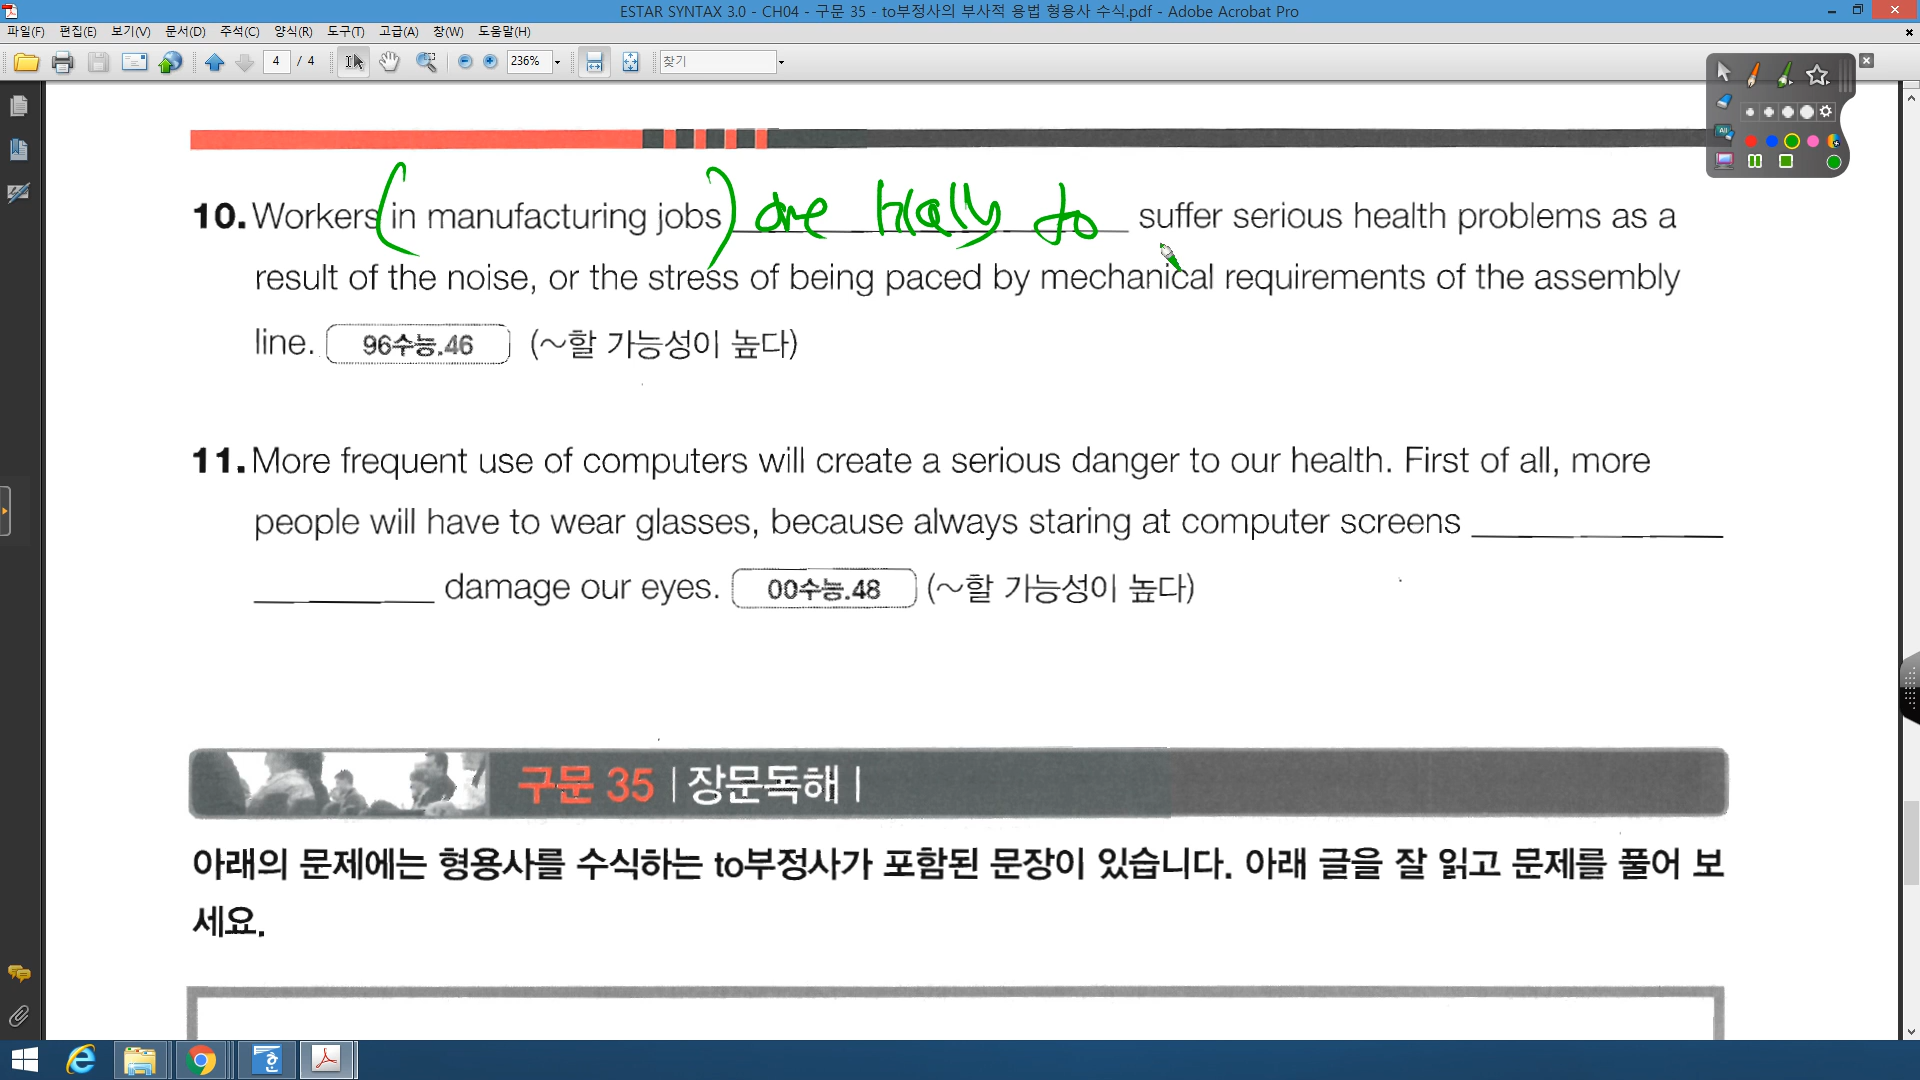 ESTAR SYNTAX 3.0 - CH04 - 구문 35 - to부정사의 부사적 용법 형용사 수식.pdf - Adobe Acrobat Pro
파일(F) 편집(E) 보기(V) 문서(D) 주석(C) 양식(R) 도구(T) 고급(A) 창(W) 도움말(H)
4 / 4 236% 찾기
10. Workers (in manufacturing jobs) are likely to suffer serious health problems as a
result of the noise, or the stress of being paced by mechanical requirements of the assembly
line. 96수능.46 (~할 가능성이 높다)
11. More frequent use of computers will create a serious danger to our health. First of all, more
people will have to wear glasses, because always staring at computer screens
damage our eyes. 00수능.48 (~할 가능성이 높다)
구문 35 | 장문독해 |
아래의 문제에는 형용사를 수식하는 to부정사가 포함된 문장이 있습니다. 아래 글을 잘 읽고 문제를 풀어 보
세요.